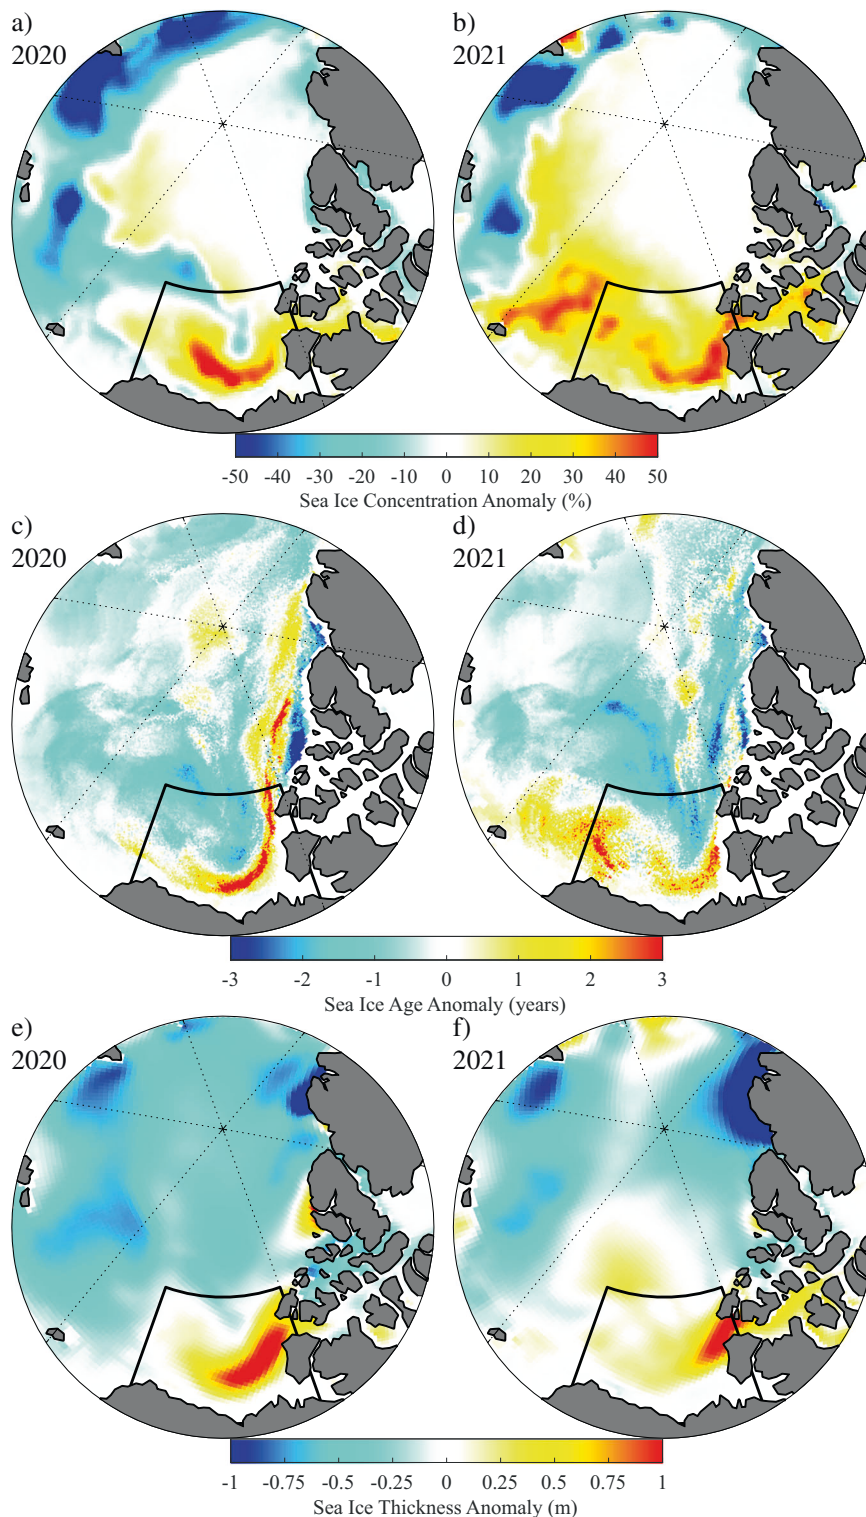 a)
2020
b)
2021
-50 -40 -30 -20 -10 0 10 20 30 40 50
Sea Ice Concentration Anomaly (%)
c)
2020
d)
2021
-3 -2 -1 0 1 2 3
Sea Ice Age Anomaly (years)
e)
2020
f)
2021
-1 -0.75 -0.5 -0.25 0 0.25 0.5 0.75 1
Sea Ice Thickness Anomaly (m)